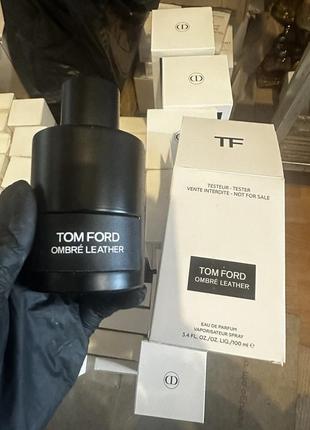 TOM FORD
OMBRÉ LEATHER
TF
TESTEUR - TESTER
VENTE INTERDITE - NOT FOR SALE
TOM FORD
OMBRÉ LEATHER
EAU DE PARFUM
VAPORISATEUR SPRAY
3.4 FL. OZ./OZ. LIQ./100 ml ℮